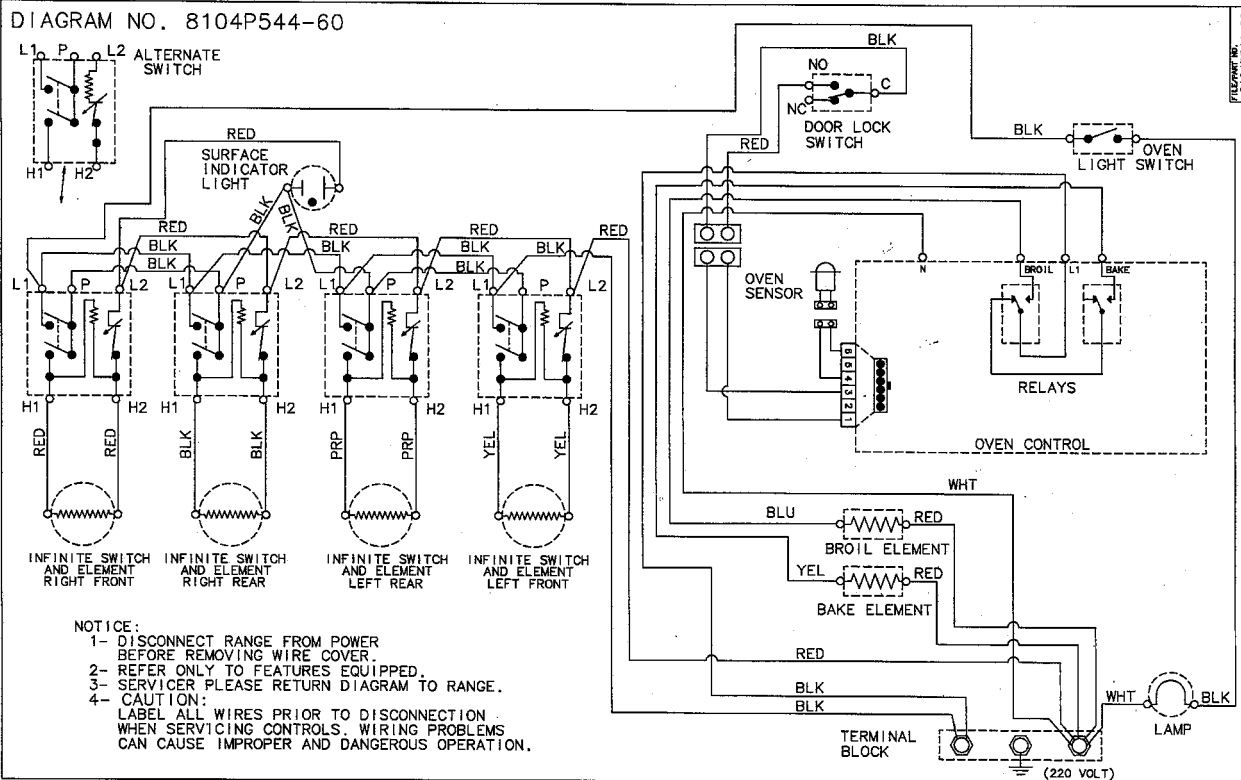 DIAGRAM NO. 8104P544-60
L1 P L2 ALTERNATE
SWITCH
H1 H2
RED
SURFACE
INDICATOR
LIGHT
BLK
BLK
RED
BLK
BLK
RED
BLK
RED
BLK
BLK
RED
L1 P L2
L1 P L2
L1 P L2
L1 P L2
H1 H2
H1 H2
H1 H2
H1 H2
RED RED
BLK BLK
PRP PRP
YEL YEL
INFINITE SWITCH
AND ELEMENT
RIGHT FRONT
INFINITE SWITCH
AND ELEMENT
RIGHT REAR
INFINITE SWITCH
AND ELEMENT
LEFT REAR
INFINITE SWITCH
AND ELEMENT
LEFT FRONT
BLK
NO
C
NC
DOOR LOCK
SWITCH
RED
BLK
OVEN
LIGHT SWITCH
OVEN
SENSOR
N BROIL L1 BAKE
6
5
4
3
2
1
RELAYS
OVEN CONTROL
WHT
BLU RED
BROIL ELEMENT
YEL RED
BAKE ELEMENT
RED
BLK
BLK
WHT BLK
LAMP
TERMINAL
BLOCK
(220 VOLT)
NOTICE:
1- DISCONNECT RANGE FROM POWER
BEFORE REMOVING WIRE COVER.
2- REFER ONLY TO FEATURES EQUIPPED.
3- SERVICER PLEASE RETURN DIAGRAM TO RANGE.
4- CAUTION:
LABEL ALL WIRES PRIOR TO DISCONNECTION
WHEN SERVICING CONTROLS. WIRING PROBLEMS
CAN CAUSE IMPROPER AND DANGEROUS OPERATION.
FILE/PART NO.